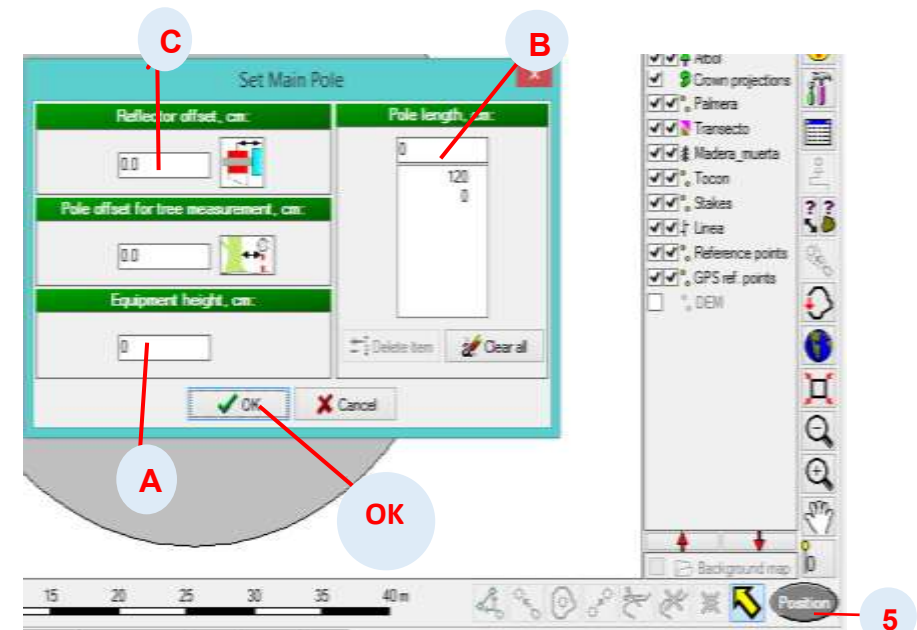 C
B
Set Main Pole
Reflector offset, cm:
0.0
Pole offset for tree measurement, cm:
0.0
Equipment height, cm:
0
Pole length, cm:
0
120
0
Delete item
Clear all
OK
Cancel
A
OK
Arbol
Crown projections
Palmera
Transecto
Madera_muerta
Tocon
Stakes
Linea
Reference points
GPS ref. points
DEM
? ?
0
Background map
15 20 25 30 35 40 m
Position
5